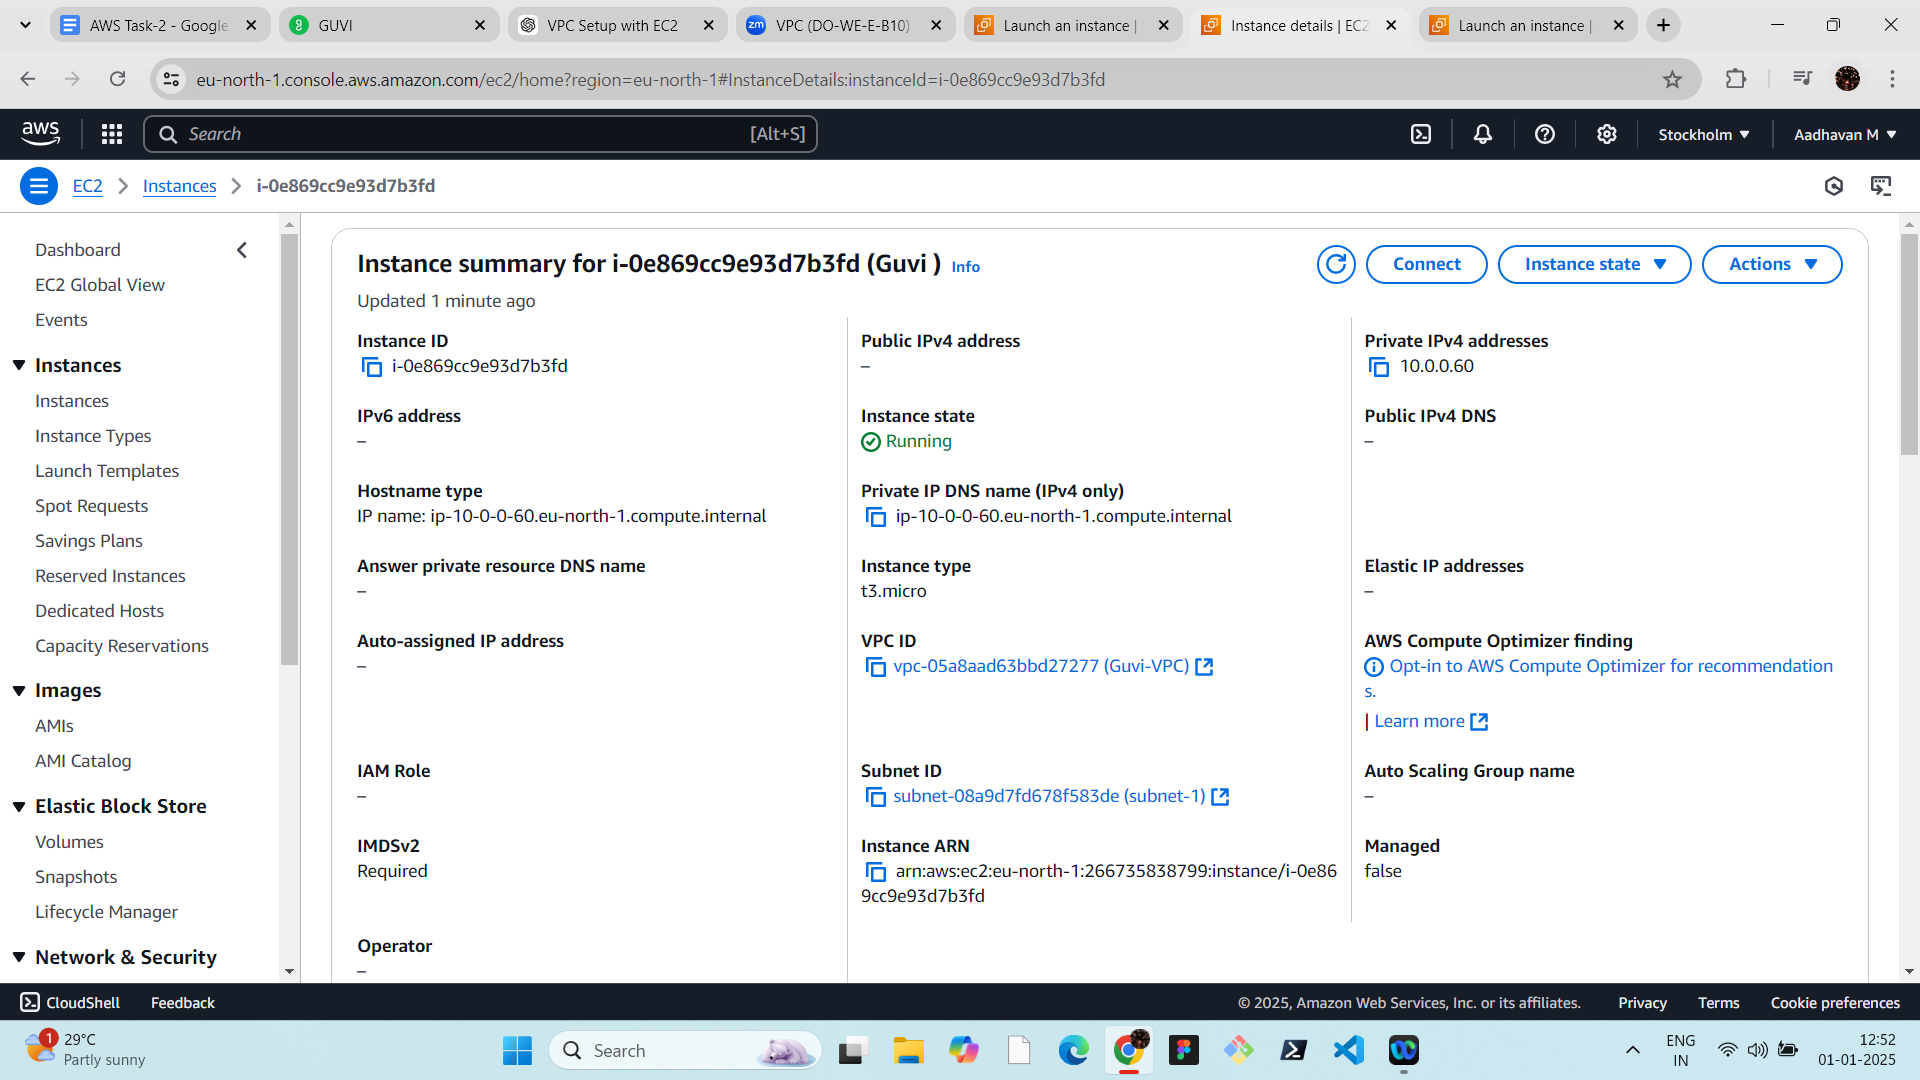 AWS Task-2 - Google
GUVI
VPC Setup with EC2
zm VPC (DO-WE-E-B10)
Launch an instance |
Instance details | EC2
Launch an instance |
eu-north-1.console.aws.amazon.com/ec2/home?region=eu-north-1#InstanceDetails:instanceId=i-0e869cc9e93d7b3fd
aws
Search
[Alt+S]
Stockholm
Aadhavan M
EC2
Instances
i-0e869cc9e93d7b3fd
Dashboard
EC2 Global View
Events
Instances
Instances
Instance Types
Launch Templates
Spot Requests
Savings Plans
Reserved Instances
Dedicated Hosts
Capacity Reservations
Images
AMIs
AMI Catalog
Elastic Block Store
Volumes
Snapshots
Lifecycle Manager
Network & Security
Instance summary for i-0e869cc9e93d7b3fd (Guvi ) Info
Updated 1 minute ago
Connect
Instance state
Actions
Instance ID
i-0e869cc9e93d7b3fd
Public IPv4 address
–
Private IPv4 addresses
10.0.0.60
IPv6 address
–
Instance state
Running
Public IPv4 DNS
–
Hostname type
IP name: ip-10-0-0-60.eu-north-1.compute.internal
Private IP DNS name (IPv4 only)
ip-10-0-0-60.eu-north-1.compute.internal
Answer private resource DNS name
–
Instance type
t3.micro
Elastic IP addresses
–
Auto-assigned IP address
–
VPC ID
vpc-05a8aad63bbd27277 (Guvi-VPC)
AWS Compute Optimizer finding
Opt-in to AWS Compute Optimizer for recommendation
s.
| Learn more
IAM Role
–
Subnet ID
subnet-08a9d7fd678f583de (subnet-1)
Auto Scaling Group name
–
IMDSv2
Required
Instance ARN
arn:aws:ec2:eu-north-1:266735838799:instance/i-0e86
9cc9e93d7b3fd
Managed
false
Operator
–
CloudShell
Feedback
© 2025, Amazon Web Services, Inc. or its affiliates.
Privacy
Terms
Cookie preferences
1
29°C
Partly sunny
Search
ENG
IN
12:52
01-01-2025